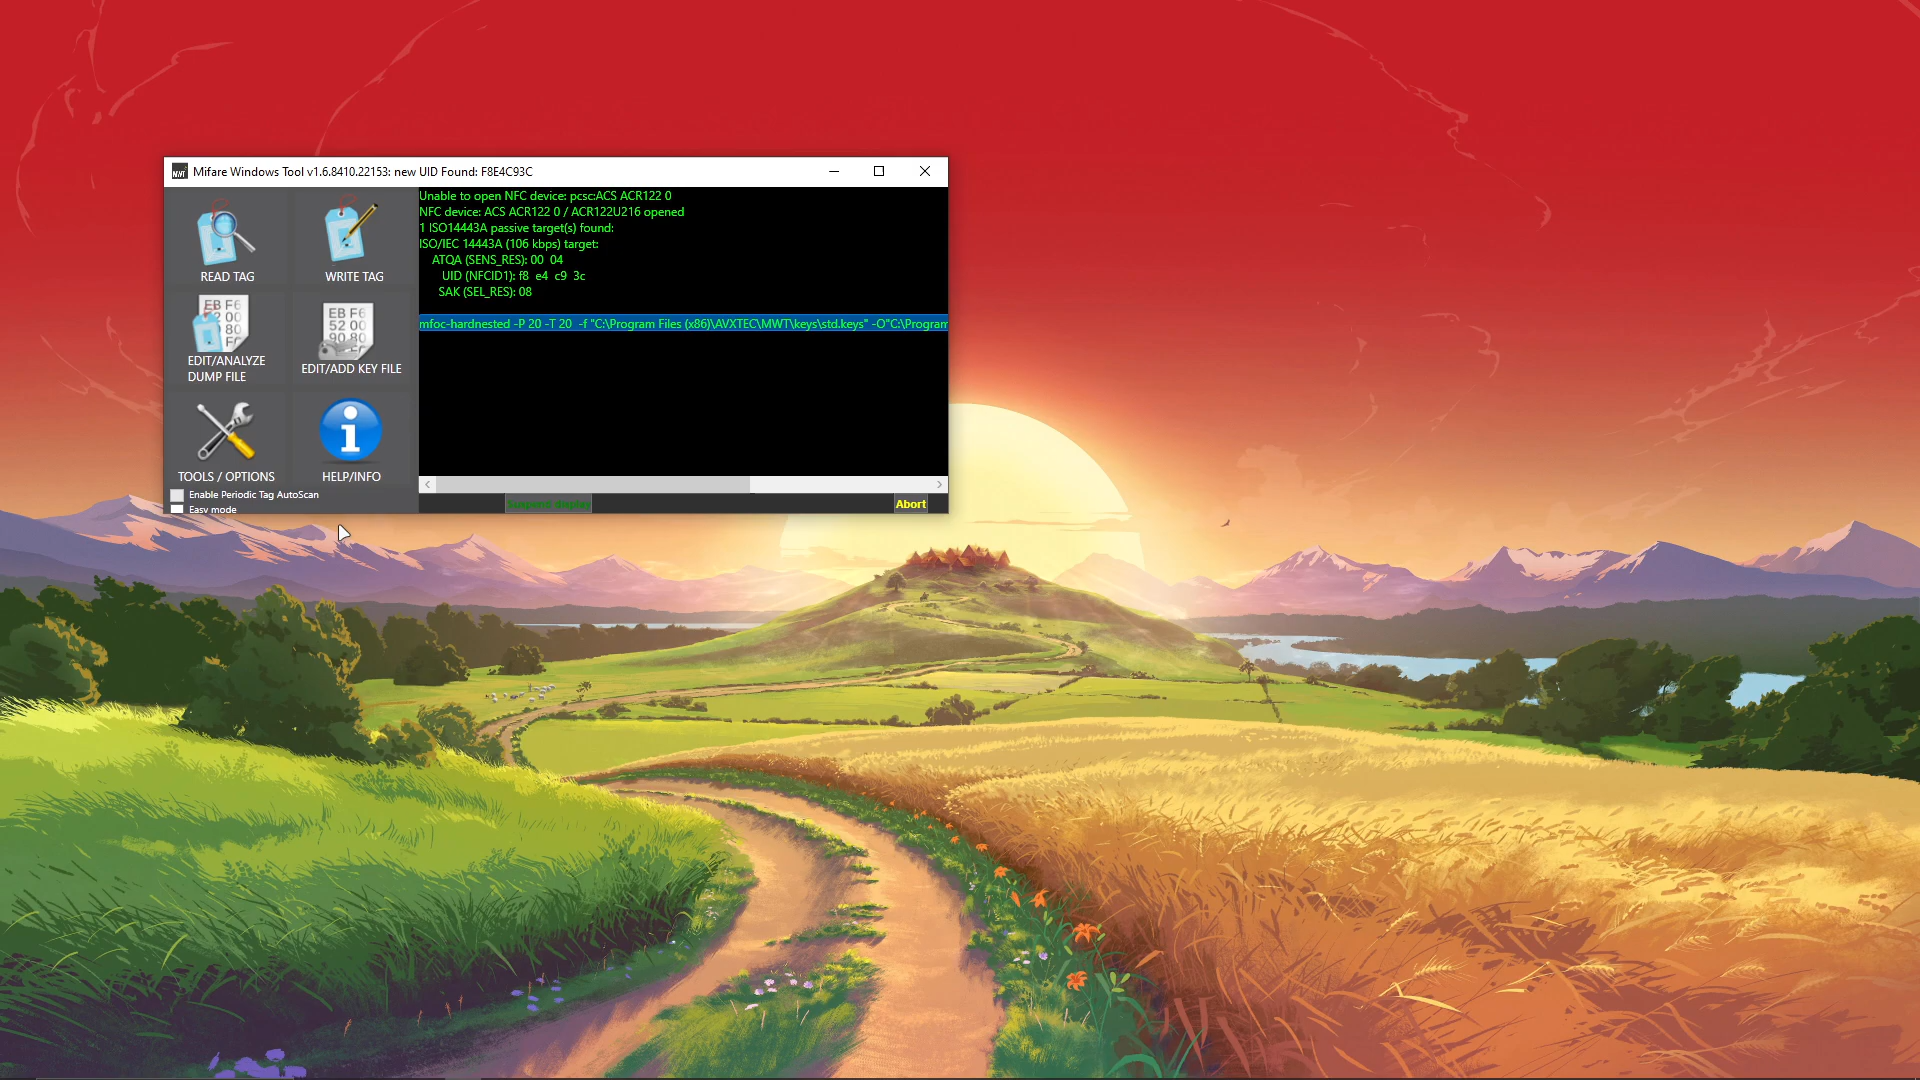 Mifare Windows Tool v1.6.8410.22153: new UID Found: F8E4C93C
READ TAG
WRITE TAG
EDIT/ANALYZE
DUMP FILE
EDIT/ADD KEY FILE
TOOLS / OPTIONS
HELP/INFO
Enable Periodic Tag AutoScan
Easy mode
Unable to open NFC device: pcsc:ACS ACR122 0
NFC device: ACS ACR122 0 / ACR122U216 opened
1 ISO14443A passive target(s) found:
ISO/IEC 14443A (106 kbps) target:
ATQA (SENS_RES): 00 04
UID (NFCID1): f8 e4 c9 3c
SAK (SEL_RES): 08
mfoc-hardnested -P 20 -T 20 -f "C:\Program Files (x86)\AVXTEC\MWT\keys\std.keys" -O"C:\Program
Suspend display
Abort